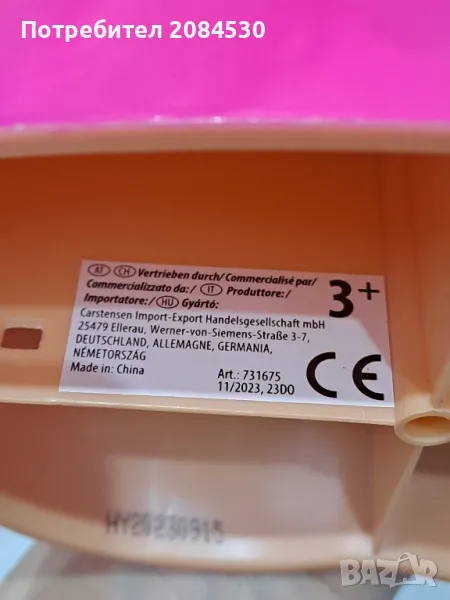 Потребител 2084530
AT CH Vertrieben durch/ Commercialisé par/
Commercializzato da:/ IT Produttore:/
Importatore:/ HU Gyártó:
3+
Carstensen Import-Export Handelsgesellschaft mbH
25479 Ellerau, Werner-von-Siemens-Straße 3-7,
DEUTSCHLAND, ALLEMAGNE, GERMANIA,
NÉMETORSZÁG
Made in: China
Art.: 731675
11/2023, 23DO
CE
HY20230915
BAZAR